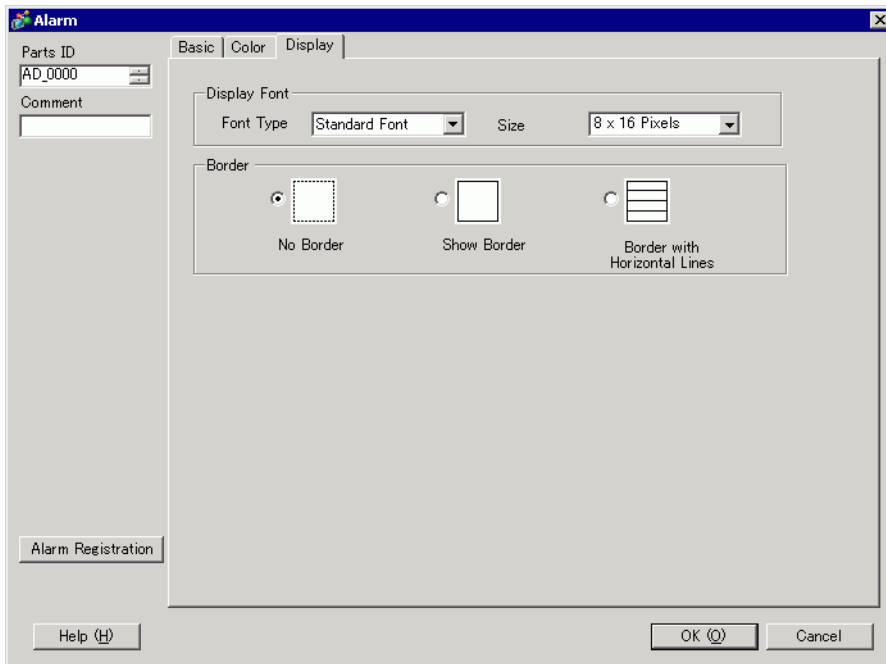 Alarm
Parts ID
AD_0000
Comment
Basic
Color
Display
Display Font
Font Type
Standard Font
Size
8 x 16 Pixels
Border
No Border
Show Border
Border with
Horizontal Lines
Alarm Registration
Help (H)
OK (O)
Cancel